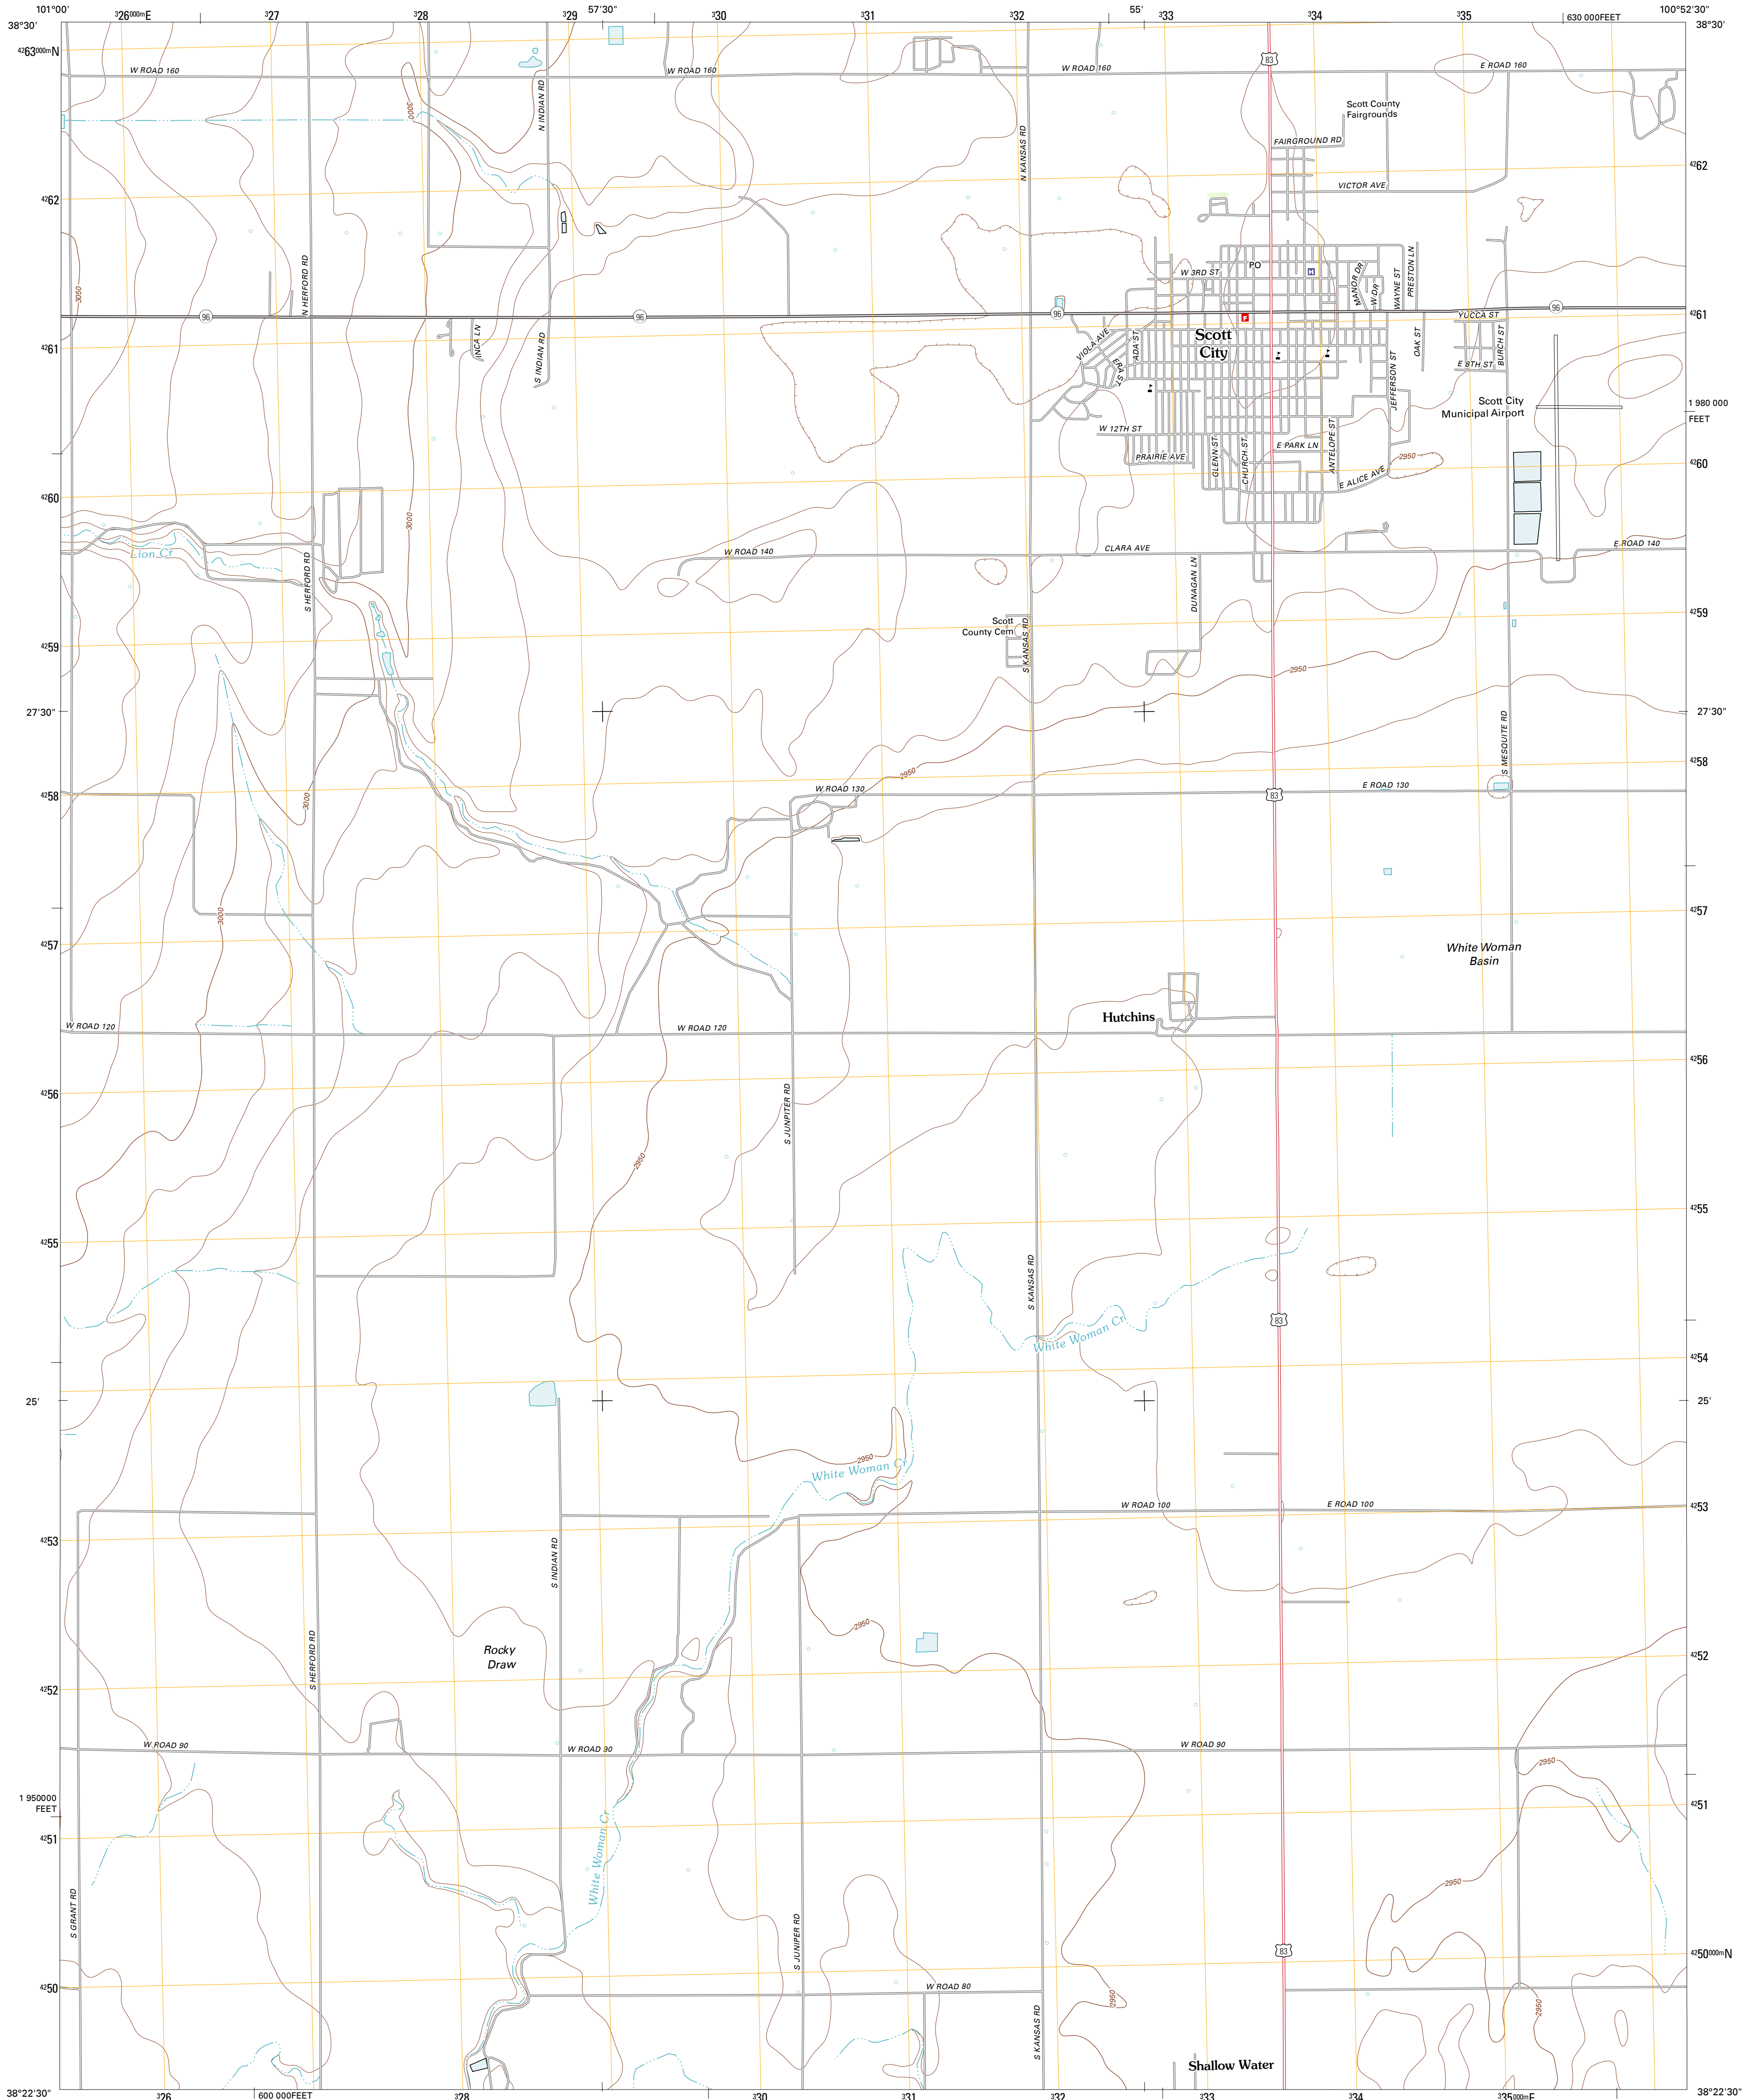 101°00'
326000mE
327
328
329
57'30"
330
331
332
55'
333
334
335
630 000FEET
100°52'30"
38°30'
38°30'
4263000mN
W ROAD 160
W ROAD 160
W ROAD 160
83
E ROAD 160
3000
N INDIAN RD
Scott County
Fairgrounds
N KANSAS RD
FAIRGROUND RD
4262
VICTOR AVE
4262
N HERFORD RD
3050
PO
H
W 3RD ST
MANOR DR
W DR
WAYNE ST
PRESTON LN
96
96
96
96
4261
YUCCA ST
F
INCA LN
S INDIAN RD
VIOLA AVE
ADA ST
ERA ST
Scott
City
OAK ST
BURCH ST
4261
E 8TH ST
JEFFERSON ST
Scott City
Municipal Airport
1 980 000
FEET
W 12TH ST
PRAIRIE AVE
GLENN ST
CHURCH ST
E PARK LN
ANTELOPE ST
E ALICE AVE
2950
4260
4260
3000
Lion Cr
W ROAD 140
CLARA AVE
E ROAD 140
S HERFORD RD
DUNAGAN LN
4259
Scott
County Cem
S KANSAS RD
4259
2950
27'30"
27'30"
S MESQUITE RD
4258
2950
W ROAD 130
83
E ROAD 130
4258
3000
3000
4257
4257
White Woman
Basin
W ROAD 120
W ROAD 120
Hutchins
4256
4256
S JUNPITER RD
2950
4255
4255
S KANSAS RD
83
White Woman Cr
4254
25'
25'
2950
White Woman Cr
W ROAD 100
E ROAD 100
4253
4253
S INDIAN RD
2950
Rocky
Draw
S HERFORD RD
4252
4252
W ROAD 90
W ROAD 90
W ROAD 90
2950
1 950000
FEET
4251
4251
White Woman Cr
2950
S GRANT RD
S JUNIPER RD
83
4250000mN
4250
W ROAD 80
2950
2950
S KANSAS RD
Shallow Water
38°22'30"
326
600 000FEET
328
330
331
332
333
334
335000mE
38°22'30"